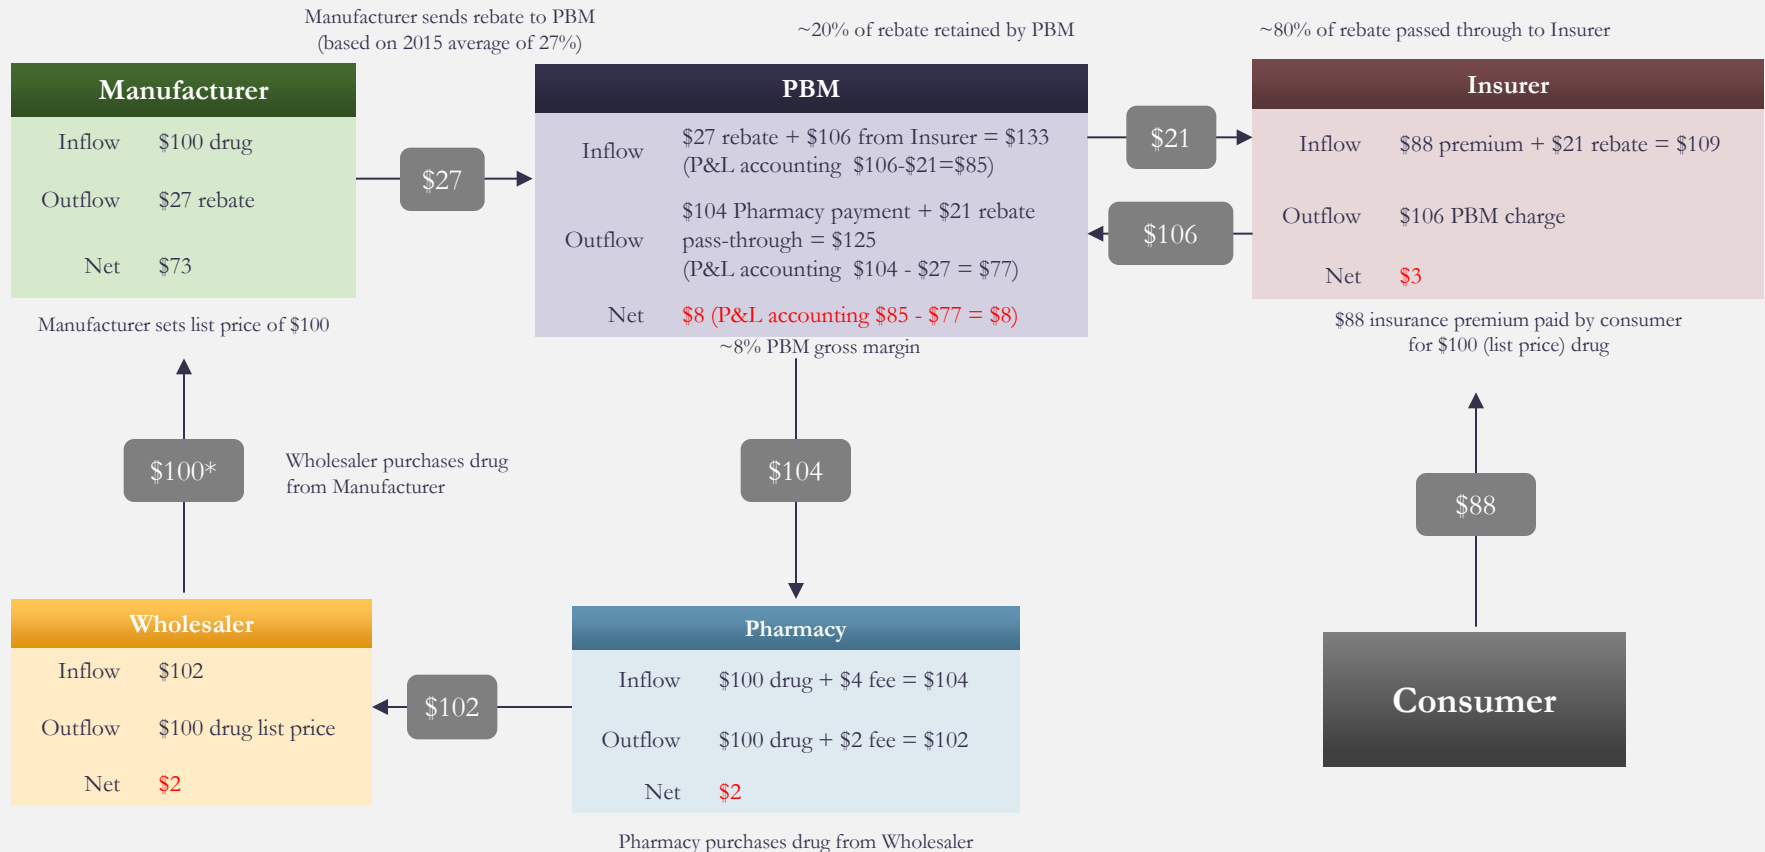 Manufacturer sends rebate to PBM
(based on 2015 average of 27%)
~20% of rebate retained by PBM
~80% of rebate passed through to Insurer
Manufacturer
Inflow $100 drug
Outflow $27 rebate
Net $73
Manufacturer sets list price of $100
$27
PBM
Inflow $27 rebate + $106 from Insurer = $133
(P&L accounting $106-$21=$85)
Outflow $104 Pharmacy payment + $21 rebate
pass-through = $125
(P&L accounting $104 - $27 = $77)
Net $8 (P&L accounting $85 - $77 = $8)
~8% PBM gross margin
$21
$106
Insurer
Inflow $88 premium + $21 rebate = $109
Outflow $106 PBM charge
Net $3
$88 insurance premium paid by consumer
for $100 (list price) drug
$100*
Wholesaler purchases drug
from Manufacturer
$104
$88
Wholesaler
Inflow $102
Outflow $100 drug list price
Net $2
$102
Pharmacy
Inflow $100 drug + $4 fee = $104
Outflow $100 drug + $2 fee = $102
Net $2
Pharmacy purchases drug from Wholesaler
Consumer